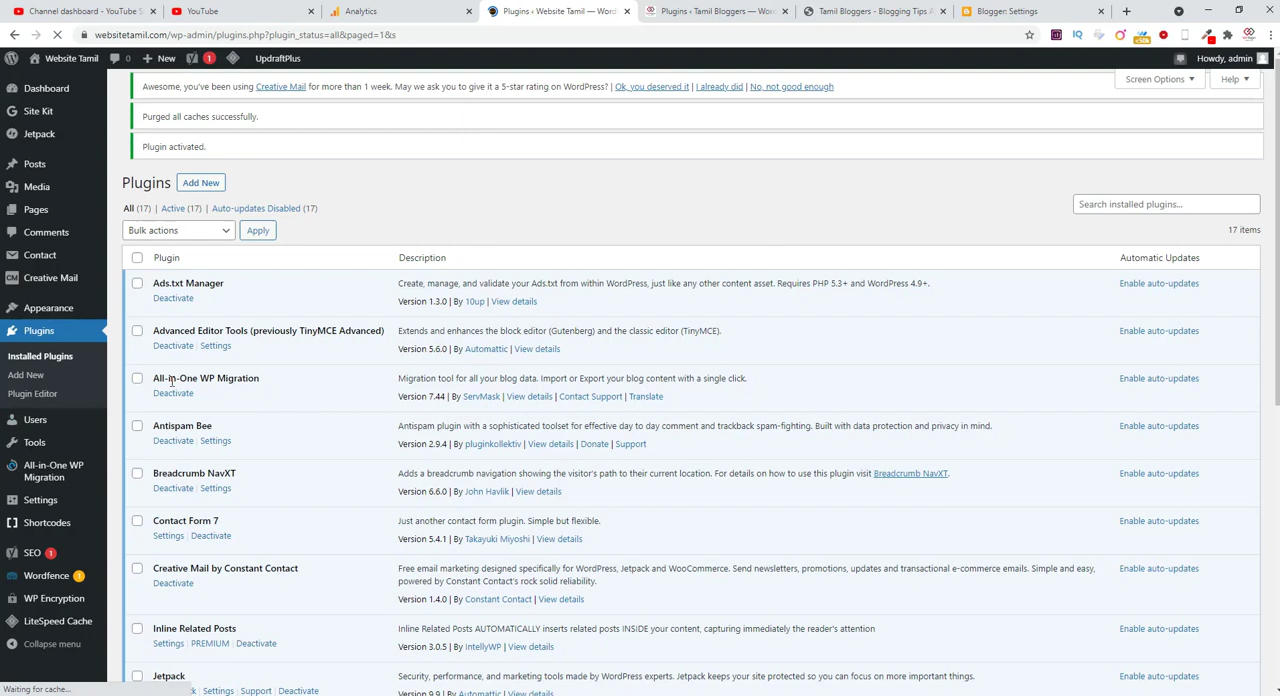 Channel dashboard - YouTube S
YouTube
Analytics
Plugins ‹ Website Tamil — Word
Plugins ‹ Tamil Bloggers — Wo
Tamil Bloggers - Blogging Tips A
Blogger: Settings
websitetamil.com/wp-admin/plugins.php?plugin_status=all&paged=1&s
Website Tamil
0
New
1
UpdraftPlus
Howdy, admin
Dashboard
Site Kit
Jetpack
Posts
Media
Pages
Comments
Contact
Creative Mail
Appearance
Plugins
Installed Plugins
Add New
Plugin Editor
Users
Tools
All-in-One WP
Migration
Settings
Shortcodes
SEO 1
Wordfence 1
WP Encryption
LiteSpeed Cache
Collapse menu
Waiting for cache...
Screen Options
Help
Awesome, you've been using Creative Mail for more than 1 week. May we ask you to give it a 5-star rating on WordPress? | Ok, you deserved it | I already did | No, not good enough
Purged all caches successfully.
Plugin activated.
Plugins Add New
All (17) | Active (17) | Auto-updates Disabled (17)
Search installed plugins...
Bulk actions Apply
17 items
Plugin Description Automatic Updates
Ads.txt Manager
Deactivate
Create, manage, and validate your Ads.txt from within WordPress, just like any other content asset. Requires PHP 5.3+ and WordPress 4.9+.
Version 1.3.0 | By 10up | View details
Enable auto-updates
Advanced Editor Tools (previously TinyMCE Advanced)
Deactivate | Settings
Extends and enhances the block editor (Gutenberg) and the classic editor (TinyMCE).
Version 5.6.0 | By Automattic | View details
Enable auto-updates
All-in-One WP Migration
Deactivate
Migration tool for all your blog data. Import or Export your blog content with a single click.
Version 7.44 | By ServMask | View details | Contact Support | Translate
Enable auto-updates
Antispam Bee
Deactivate | Settings
Antispam plugin with a sophisticated toolset for effective day to day comment and trackback spam-fighting. Built with data protection and privacy in mind.
Version 2.9.4 | By pluginkollektiv | View details | Donate | Support
Enable auto-updates
Breadcrumb NavXT
Deactivate | Settings
Adds a breadcrumb navigation showing the visitor's path to their current location. For details on how to use this plugin visit Breadcrumb NavXT.
Version 6.6.0 | By John Havlik | View details
Enable auto-updates
Contact Form 7
Settings | Deactivate
Just another contact form plugin. Simple but flexible.
Version 5.4.1 | By Takayuki Miyoshi | View details
Enable auto-updates
Creative Mail by Constant Contact
Deactivate
Free email marketing designed specifically for WordPress, Jetpack and WooCommerce. Send newsletters, promotions, updates and transactional e-commerce emails. Simple and easy,
powered by Constant Contact's rock solid reliability.
Version 1.4.0 | By Constant Contact | View details
Enable auto-updates
Inline Related Posts
Settings | PREMIUM | Deactivate
Inline Related Posts AUTOMATICALLY inserts related posts INSIDE your content, capturing immediately the reader's attention
Version 3.0.5 | By IntellyWP | View details
Enable auto-updates
Jetpack
Settings | Support | Deactivate
Security, performance, and marketing tools made by WordPress experts. Jetpack keeps your site protected so you can focus on more important things.
Version 9.9 | By Automattic | View details
Enable auto-updates